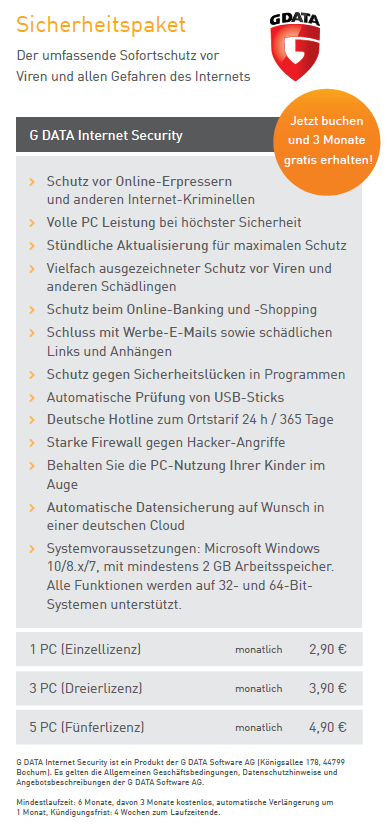 Sicherheitspaket
G DATA
Der umfassende Sofortschutz vor
Viren und allen Gefahren des Internets
Jetzt buchen
und 3 Monate
gratis erhalten!
G DATA Internet Security
Schutz vor Online-Erpressern
und anderen Internet-Kriminellen
Volle PC Leistung bei höchster Sicherheit
Stündliche Aktualisierung für maximalen Schutz
Vielfach ausgezeichneter Schutz vor Viren und
anderen Schädlingen
Schutz beim Online-Banking und -Shopping
Schluss mit Werbe-E-Mails sowie schädlichen
Links und Anhängen
Schutz gegen Sicherheitslücken in Programmen
Automatische Prüfung von USB-Sticks
Deutsche Hotline zum Ortstarif 24 h / 365 Tage
Starke Firewall gegen Hacker-Angriffe
Behalten Sie die PC-Nutzung Ihrer Kinder im
Auge
Automatische Datensicherung auf Wunsch in
einer deutschen Cloud
Systemvoraussetzungen: Microsoft Windows
10/8.x/7, mit mindestens 2 GB Arbeitsspeicher.
Alle Funktionen werden auf 32- und 64-Bit-
Systemen unterstützt.
1 PC (Einzellizenz) monatlich 2,90 €
3 PC (Dreierlizenz) monatlich 3,90 €
5 PC (Fünferlizenz) monatlich 4,90 €
G DATA Internet Security ist ein Produkt der G DATA Software AG (Königsallee 178, 44799
Bochum). Es gelten die Allgemeinen Geschäftsbedingungen, Datenschutzhinweise und
Angebotsbeschreibungen der G DATA Software AG.
Mindestlaufzeit: 6 Monate, davon 3 Monate kostenlos, automatische Verlängerung um
1 Monat, Kündigungsfrist: 4 Wochen zum Laufzeitende.